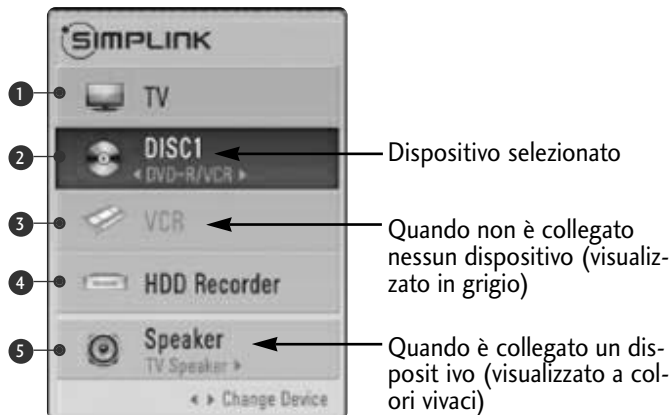 SIMPLINK
1 TV
2 DISC1
◄ DVD-R/VCR ►
Dispositivo selezionato
3 VCR
Quando non è collegato
nessun dispositivo (visualiz-
zato in grigio)
4 HDD Recorder
5 Speaker
TV Speaker ►
Quando è collegato un dis-
posit ivo (visualizzato a col-
ori vivaci)
◄ ► Change Device